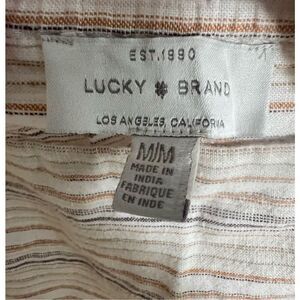 EST.1990
LUCKY BRAND
LOS ANGELES, CALIFORNIA
M/M
MADE IN
INDIA
FABRIQUE
EN INDE